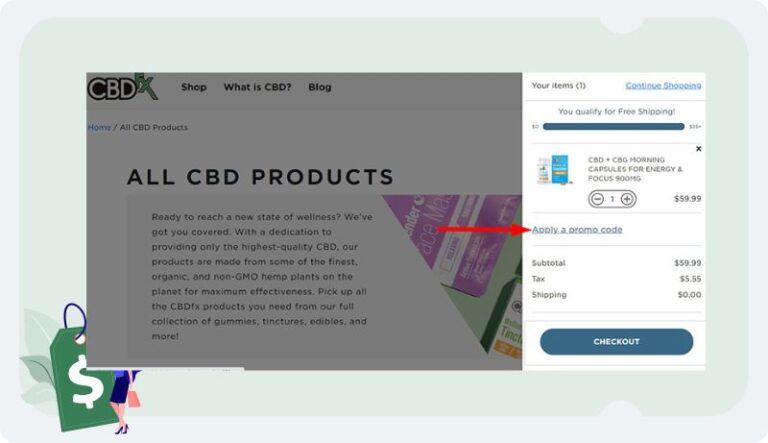 CBDfx
Shop What is CBD? Blog
Home / All CBD Products
ALL CBD PRODUCTS
Ready to reach a new state of wellness? We've
got you covered. With a dedication to
providing only the highest-quality CBD, our
products are made from some of the finest,
organic, and non-GMO hemp plants on the
planet for maximum effectiveness. Pick up all
the CBDfx products you need from our full
collection of gummies, tinctures, edibles, and
more!
Your items (1) Continue Shopping
You qualify for Free Shipping!
$0 $35+
CBD + CBG MORNING
CAPSULES FOR ENERGY &
FOCUS 900MG
1 $59.99
Apply a promo code
Subtotal $59.99
Tax $5.55
Shipping $0.00
CHECKOUT
$